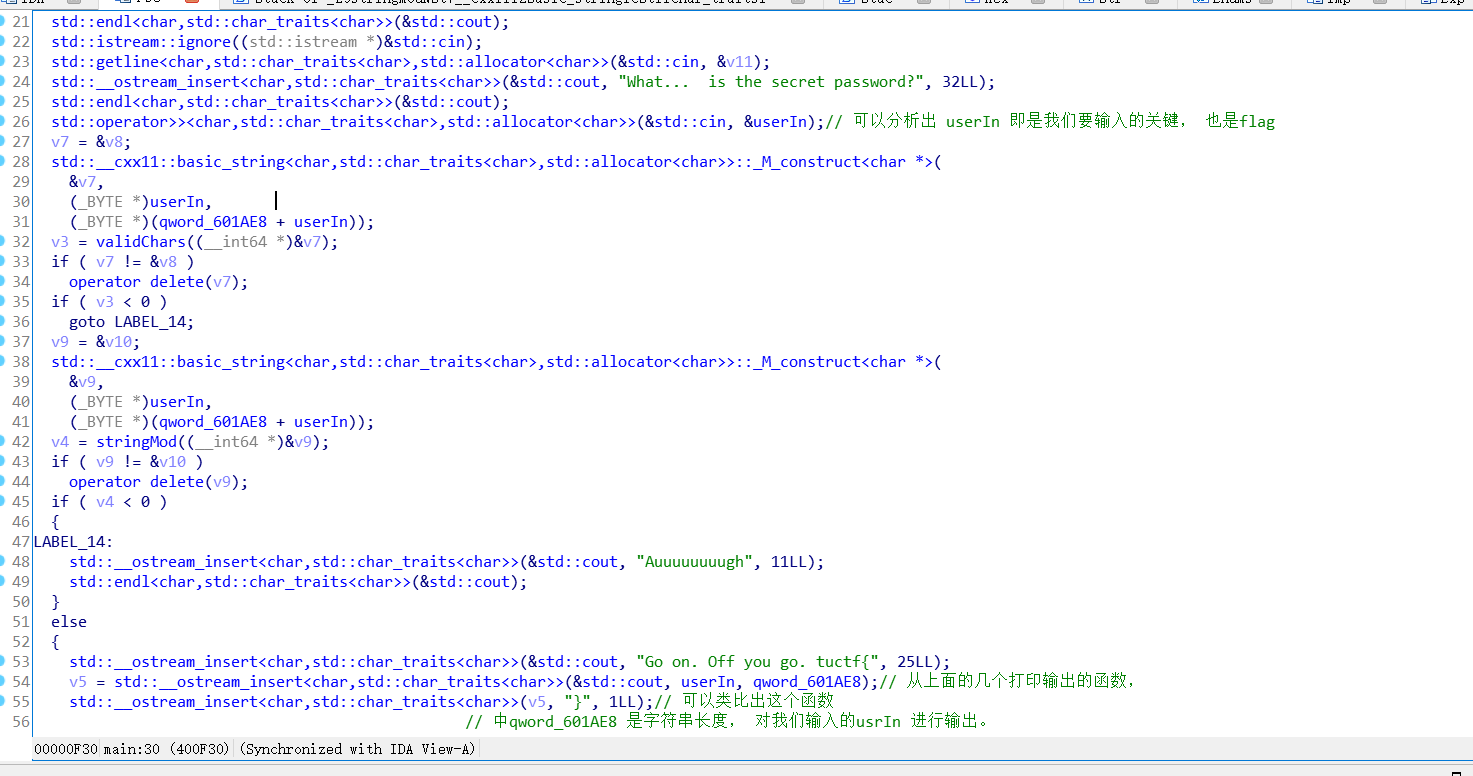 21 std::endl<char,std::char_traits<char>>(&std::cout);
22 std::istream::ignore((std::istream *)&std::cin);
23 std::getline<char,std::char_traits<char>,std::allocator<char>>(&std::cin, &v11);
24 std::__ostream_insert<char,std::char_traits<char>>(&std::cout, "What...  is the secret password?", 32LL);
25 std::endl<char,std::char_traits<char>>(&std::cout);
26 std::operator>><char,std::char_traits<char>,std::allocator<char>>(&std::cin, &userIn);// 可以分析出 userIn 即是我们要输入的关键， 也是flag
27 v7 = &v8;
28 std::__cxx11::basic_string<char,std::char_traits<char>,std::allocator<char>>::_M_construct<char *>(
29 &v7,
30 (_BYTE *)userIn,
31 (_BYTE *)(qword_601AE8 + userIn));
32 v3 = validChars((__int64 *)&v7);
33 if ( v7 != &v8 )
34 operator delete(v7);
35 if ( v3 < 0 )
36 goto LABEL_14;
37 v9 = &v10;
38 std::__cxx11::basic_string<char,std::char_traits<char>,std::allocator<char>>::_M_construct<char *>(
39 &v9,
40 (_BYTE *)userIn,
41 (_BYTE *)(qword_601AE8 + userIn));
42 v4 = stringMod((__int64 *)&v9);
43 if ( v9 != &v10 )
44 operator delete(v9);
45 if ( v4 < 0 )
46 {
47 LABEL_14:
48 std::__ostream_insert<char,std::char_traits<char>>(&std::cout, "Auuuuuuuugh", 11LL);
49 std::endl<char,std::char_traits<char>>(&std::cout);
50 }
51 else
52 {
53 std::__ostream_insert<char,std::char_traits<char>>(&std::cout, "Go on. Off you go. tuctf{", 25LL);
54 v5 = std::__ostream_insert<char,std::char_traits<char>>(&std::cout, userIn, qword_601AE8);// 从上面的几个打印输出的函数，
55 std::__ostream_insert<char,std::char_traits<char>>(v5, "}", 1LL);// 可以类比出这个函数
56 // 中qword_601AE8 是字符串长度， 对我们输入的usrIn 进行输出。
00000F30 main:30 (400F30) (Synchronized with IDA View-A)